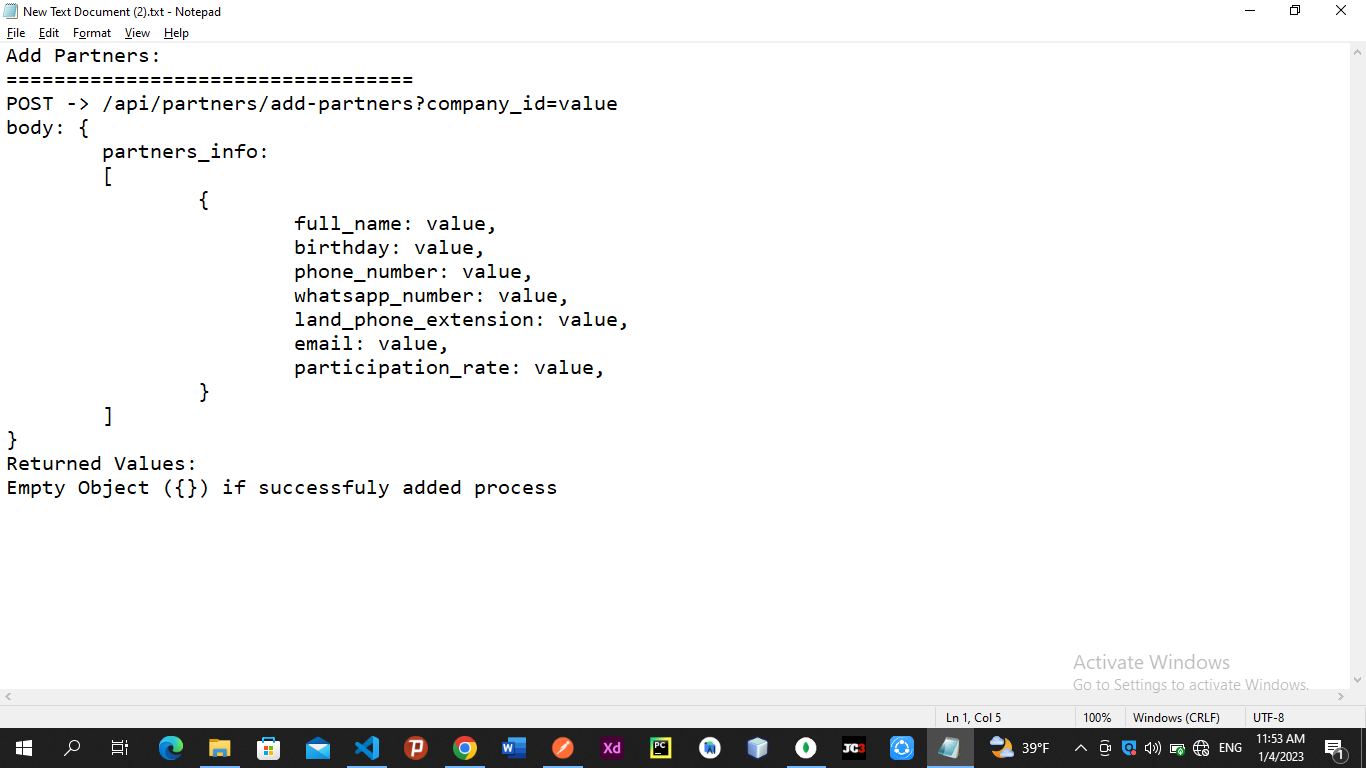 New Text Document (2).txt - Notepad
File Edit Format View Help
Add Partners:
==================================
POST -> /api/partners/add-partners?company_id=value
body: {
partners_info:
[
{
full_name: value,
birthday: value,
phone_number: value,
whatsapp_number: value,
land_phone_extension: value,
email: value,
participation_rate: value,
}
]
}
Returned Values:
Empty Object ({}) if successfuly added process
Activate Windows
Go to Settings to activate Windows.
Ln 1, Col 5 100% Windows (CRLF) UTF-8
Xd PC JC3 39°F ENG 11:53 AM
1/4/2023 1